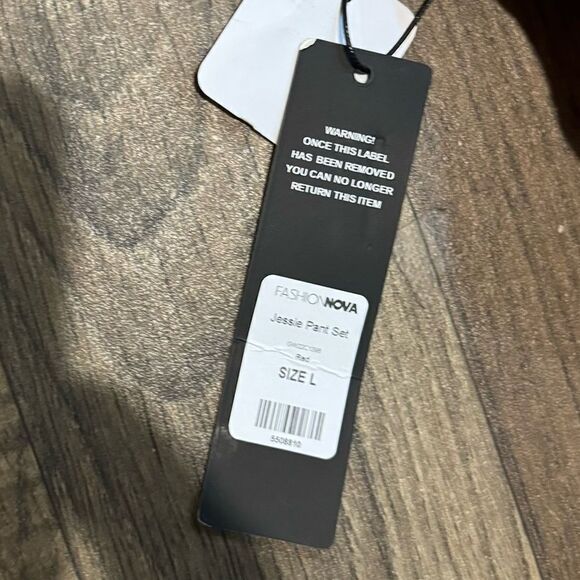 WARNING!
ONCE THIS LABEL
HAS BEEN REMOVED
YOU CAN NO LONGER
RETURN THIS ITEM
FASHIONNOVA
Jessie Pant Set
Red
SIZE L
5508810